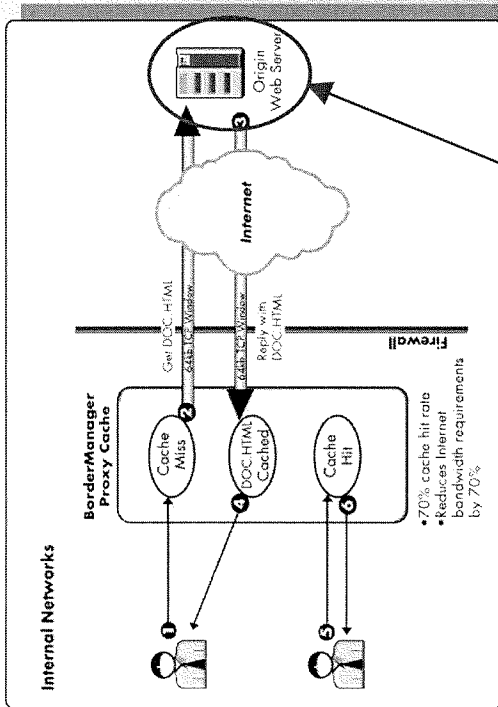 Internal Networks
BorderManager
Proxy Cache
1
Cache
Miss
2
Get DOC.HTML
64kb TCP Window
Origin
Web Server
3
Internet
64kb TCP Window
Reply with
DOC.HTML
4
DOC.HTML
Cached
5
Cache
Hit
6
Firewall
•70% cache hit rate
•Reduces Internet
bandwidth requirements
by 70%